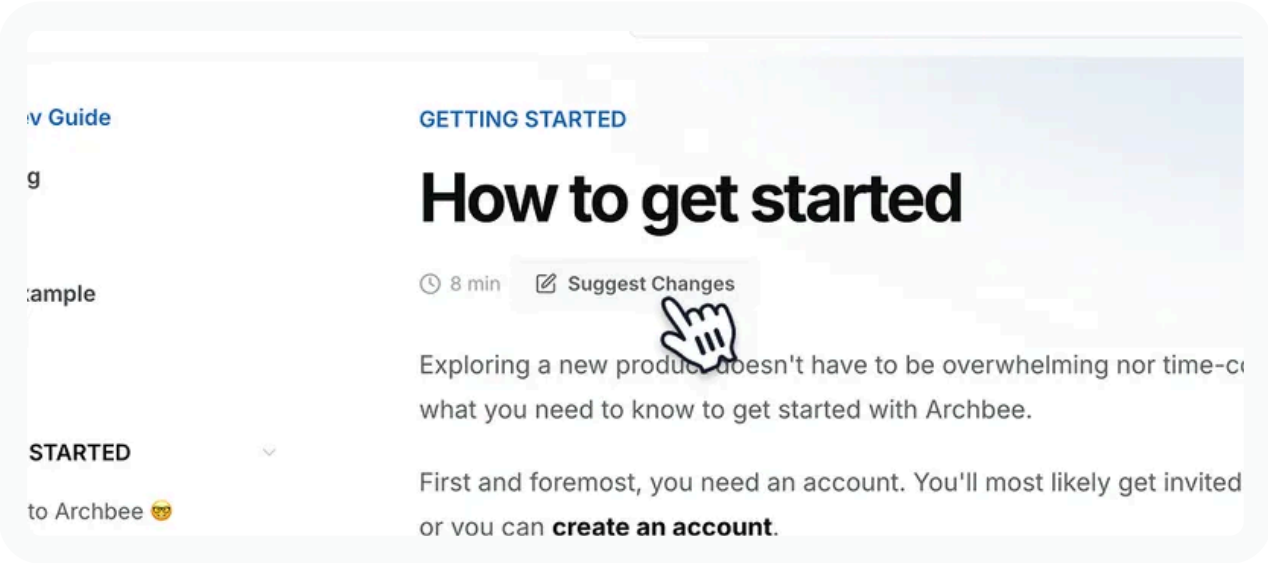 Guide
GETTING STARTED
How to get started
8 min
Suggest Changes
Exploring a new product doesn't have to be overwhelming nor
what you need to know to get started with Archbee.
STARTED
First and foremost, you need an account. You'll most likely get invited
to Archbee 🤓
or you can create an account.